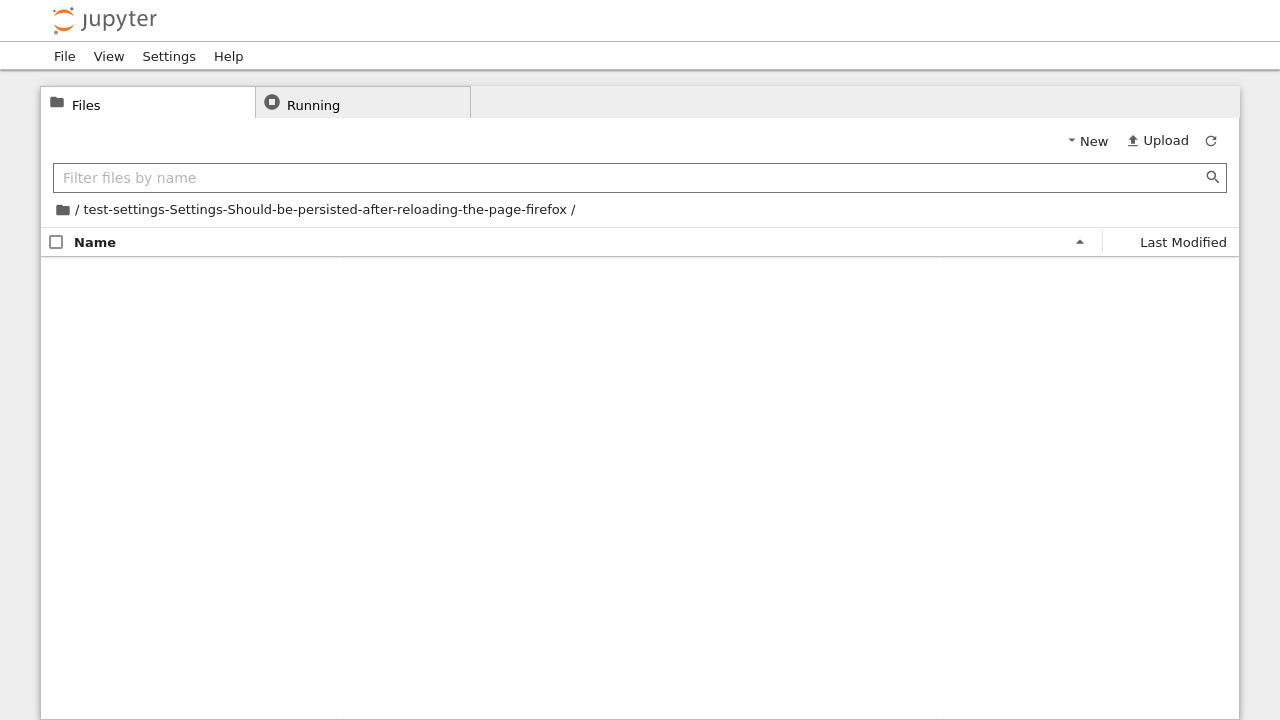 jupyter
File View Settings Help
Files Running
New Upload
Filter files by name
/ test-settings-Settings-Should-be-persisted-after-reloading-the-page-firefox /
Name Last Modified